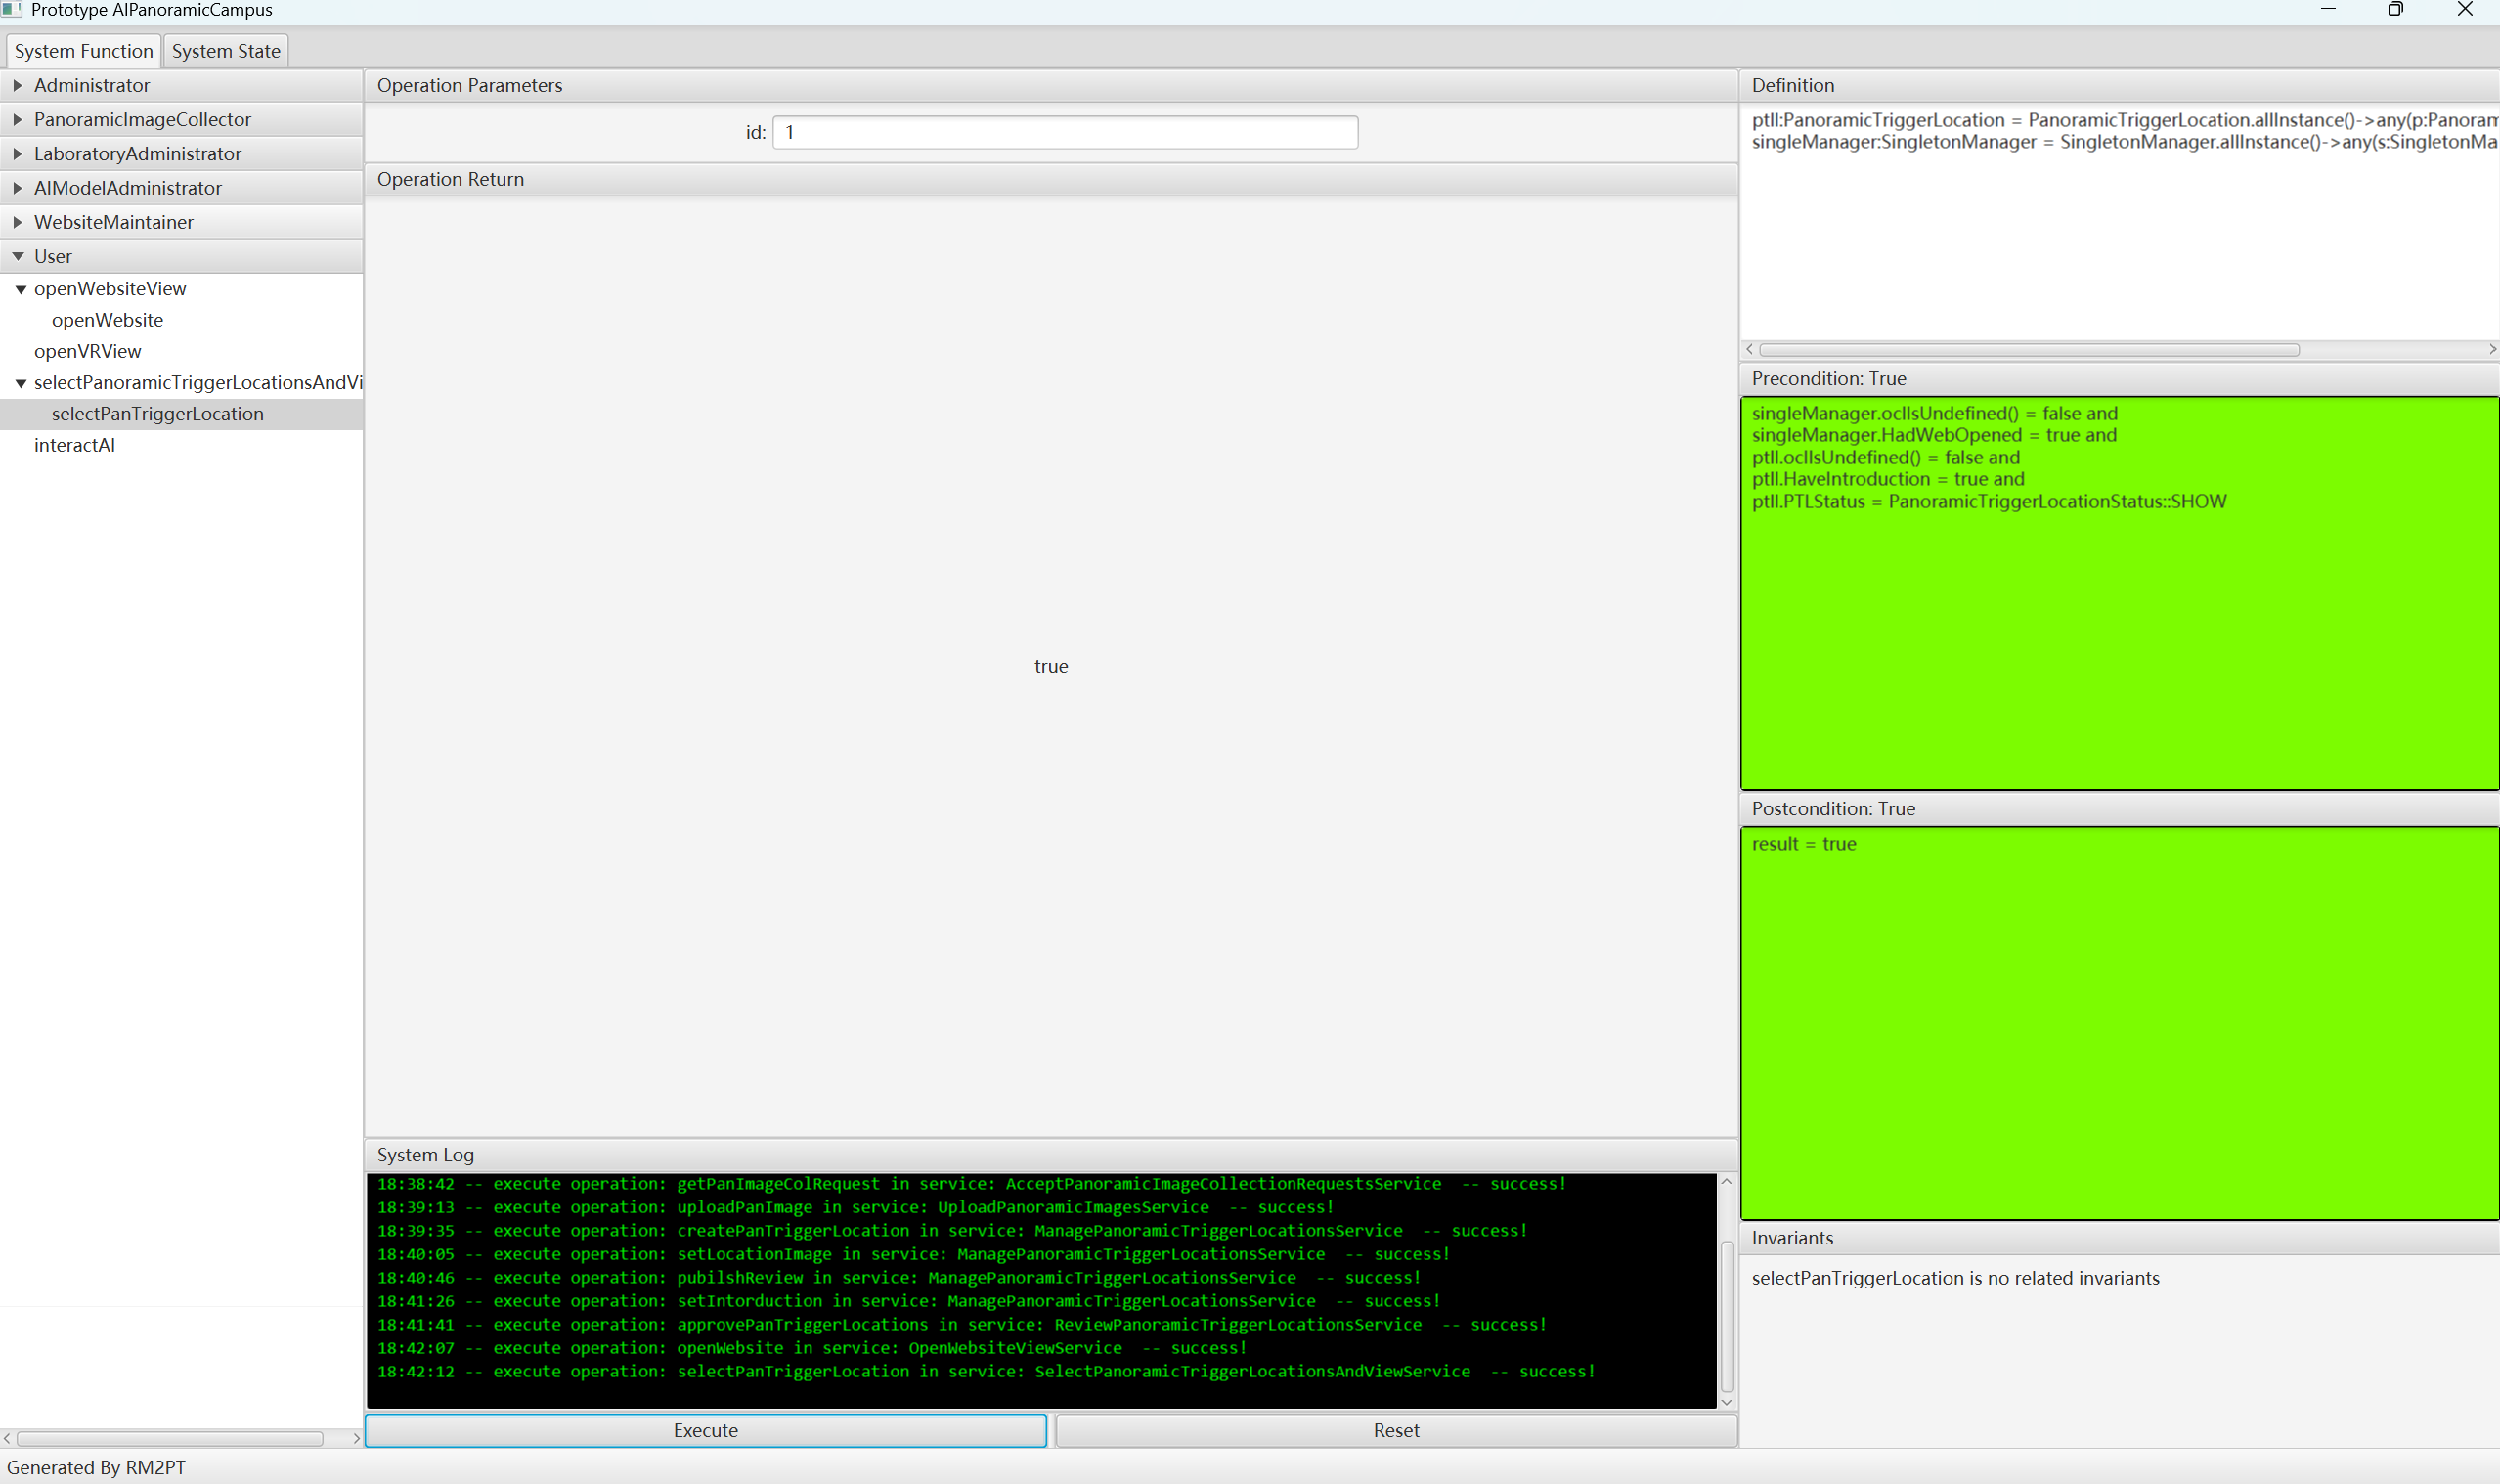 Prototype AIPanoramicCampus
System Function
System State
Administrator
PanoramicImageCollector
LaboratoryAdministrator
AIModelAdministrator
WebsiteMaintainer
User
openWebsiteView
openWebsite
openVRView
selectPanoramicTriggerLocationsAndVi
selectPanTriggerLocation
interactAI
Operation Parameters
id: 1
Operation Return
true
System Log
18:38:42 -- execute operation: getPanImageColRequest in service: AcceptPanoramicImageCollectionRequestsService -- success!
18:39:13 -- execute operation: uploadPanImage in service: UploadPanoramicImagesService -- success!
18:39:35 -- execute operation: createPanTriggerLocation in service: ManagePanoramicTriggerLocationsService -- success!
18:40:05 -- execute operation: setLocationImage in service: ManagePanoramicTriggerLocationsService -- success!
18:40:46 -- execute operation: pubilshReview in service: ManagePanoramicTriggerLocationsService -- success!
18:41:26 -- execute operation: setIntorduction in service: ManagePanoramicTriggerLocationsService -- success!
18:41:41 -- execute operation: approvePanTriggerLocations in service: ReviewPanoramicTriggerLocationsService -- success!
18:42:07 -- execute operation: openWebsite in service: OpenWebsiteViewService -- success!
18:42:12 -- execute operation: selectPanTriggerLocation in service: SelectPanoramicTriggerLocationsAndViewService -- success!
Execute
Reset
Definition
ptll:PanoramicTriggerLocation = PanoramicTriggerLocation.allInstance()->any(p:Panoram
singleManager:SingletonManager = SingletonManager.allInstance()->any(s:SingletonMa
Precondition: True
singleManager.oclIsUndefined() = false and
singleManager.HadWebOpened = true and
ptll.oclIsUndefined() = false and
ptll.HaveIntroduction = true and
ptll.PTLStatus = PanoramicTriggerLocationStatus::SHOW
Postcondition: True
result = true
Invariants
selectPanTriggerLocation is no related invariants
Generated By RM2PT